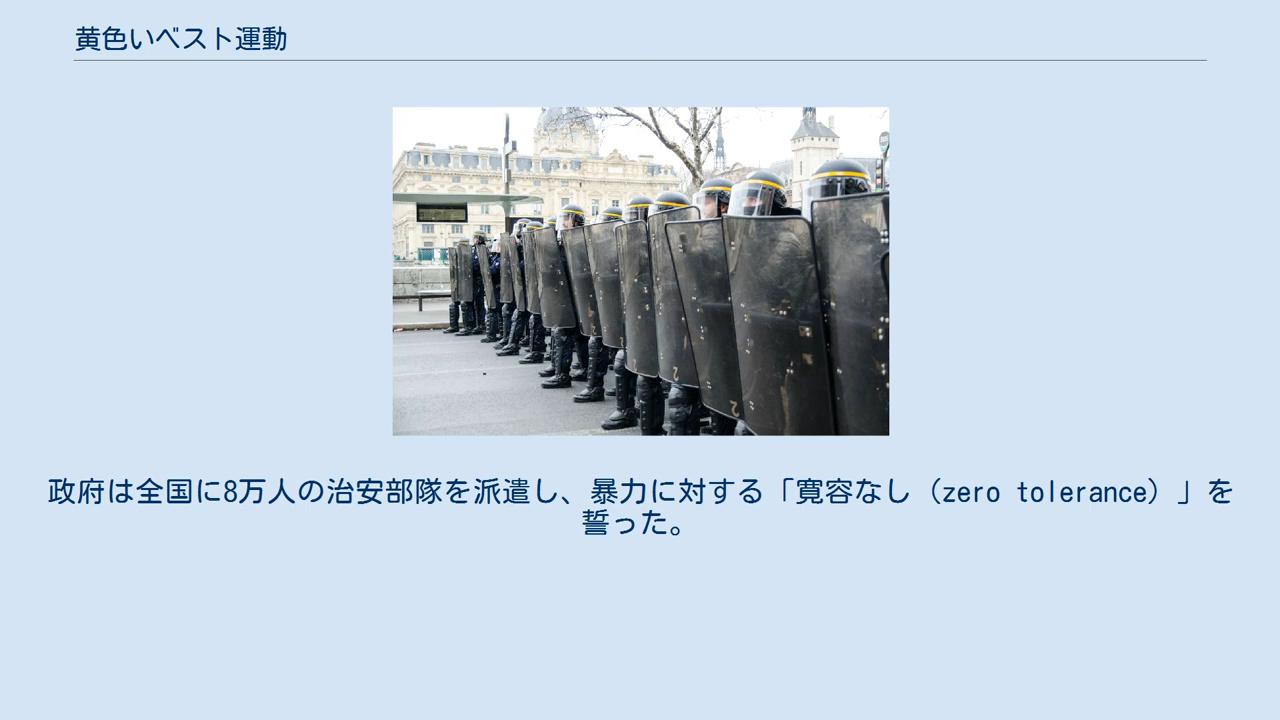 黄色いベスト運動
政府は全国に8万人の治安部隊を派遣し、暴力に対する「寛容なし（zero tolerance）」を
誓った。